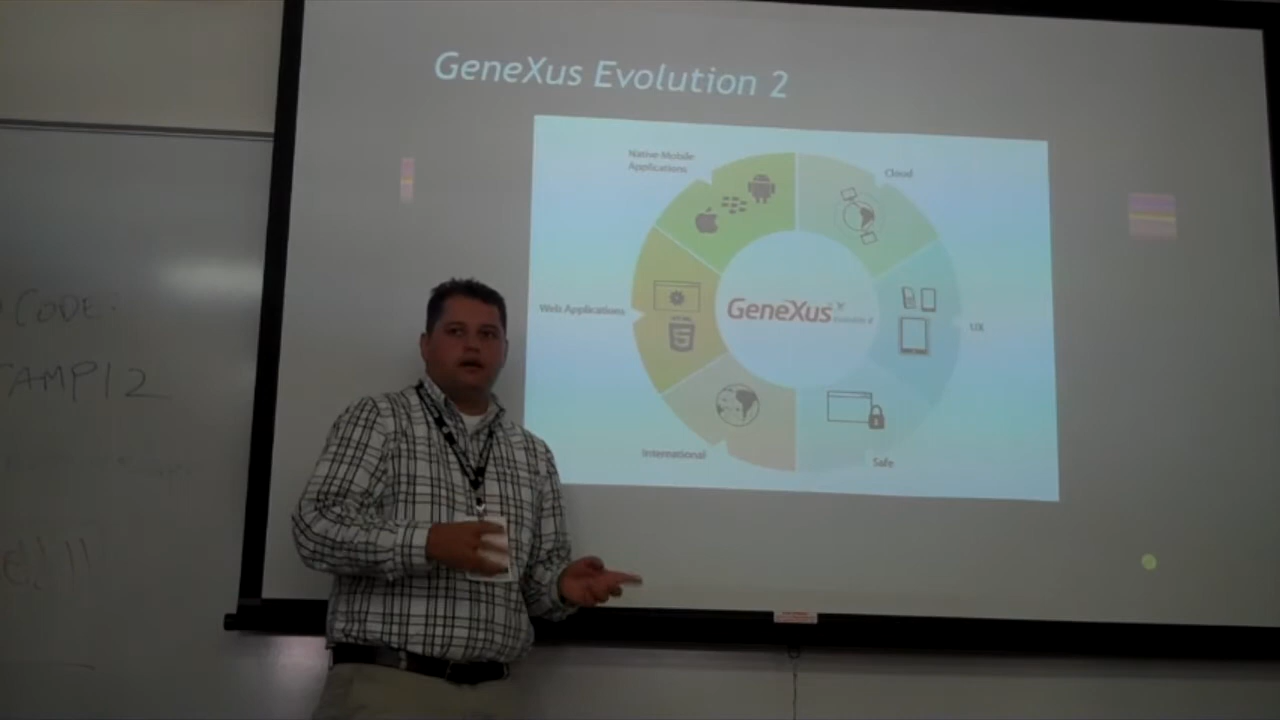 GeneXus Evolution 2
Native Mobile
Applications
Cloud
Web Applications
GeneXus
UX
International
Safe
CODE:
AMP12